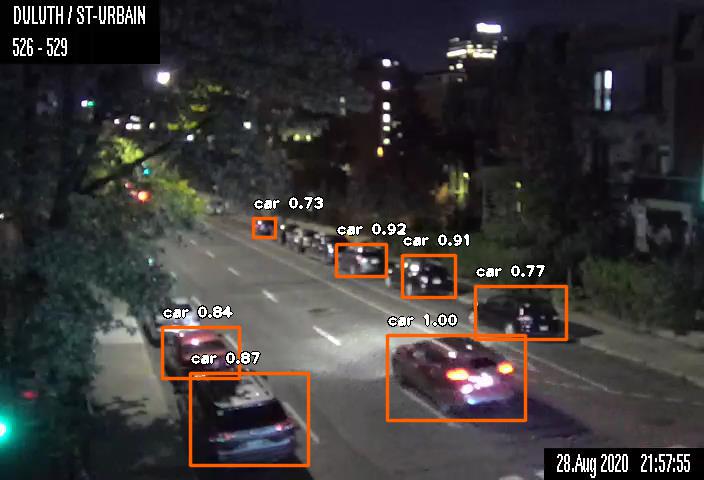 DULUTH / ST-URBAIN
526 - 529
car 0.73
car 0.92
car 0.91
car 0.77
car 0.84
car 1.00
car 0.87
28.Aug 2020 21:57:55